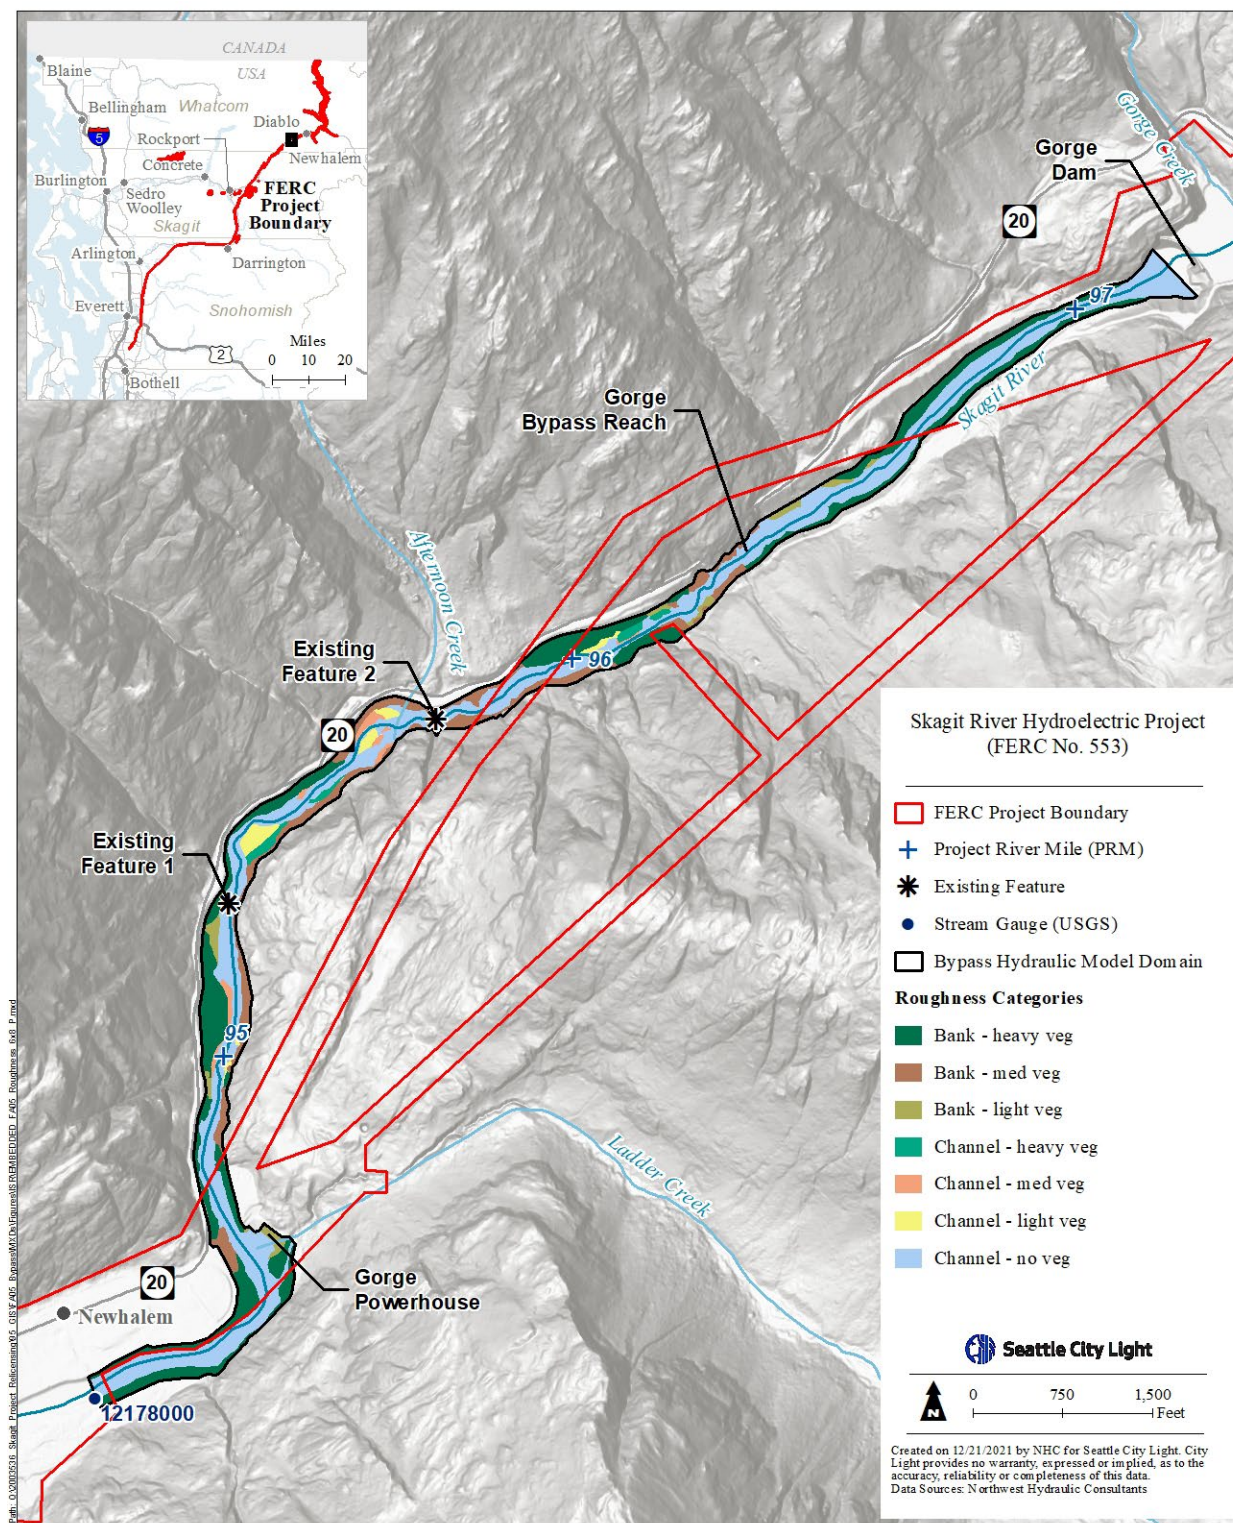 CANADA
USA
Blaine
Bellingham
Whatcom
5
Diablo
Rockport
Newhalem
Concrete
Burlington
Sedro
Woolley
FERC
Project
Boundary
Skagit
Arlington
Darrington
Everett
Snohomish
Miles
2
0 10 20
Bothell
Gorge Creek
Gorge
Dam
20
97
Skagit River
Gorge
Bypass Reach
Afternoon Creek
96
Existing
Feature 2
20
Existing
Feature 1
95
Ladder Creek
Gorge
Powerhouse
20
Newhalem
12178000
Skagit River Hydroelectric Project
(FERC No. 553)
FERC Project Boundary
Project River Mile (PRM)
Existing Feature
Stream Gauge (USGS)
Bypass Hydraulic Model Domain
Roughness Categories
Bank - heavy veg
Bank - med veg
Bank - light veg
Channel - heavy veg
Channel - med veg
Channel - light veg
Channel - no veg
Seattle City Light
N
0 750 1,500
Feet
Created on 12/21/2021 by NHC for Seattle City Light. City
Light provides no warranty, expressed or implied, as to the
accuracy, reliability or completeness of this data.
Data Sources: Northwest Hydraulic Consultants